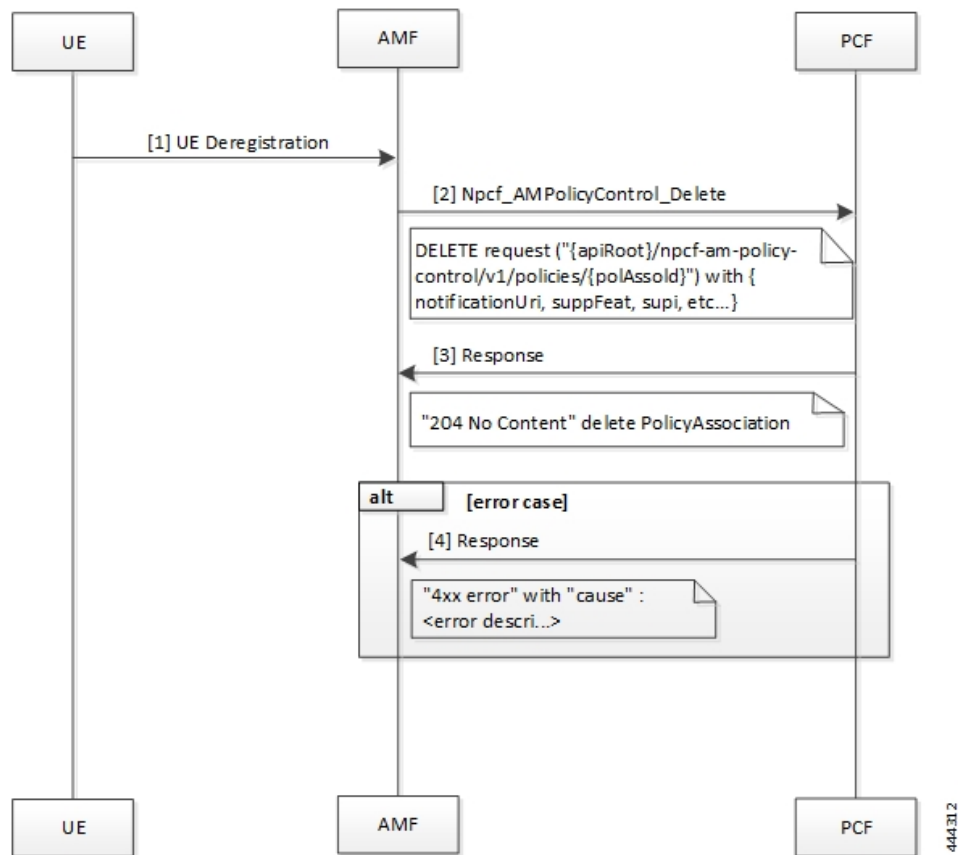 UE
AMF
PCF
[1] UE Deregistration
[2] Npcf_AMPolicyControl_Delete
DELETE request ("{apiRoot}/npcf-am-policy-
control/v1/policies/{polAssoId}") with {
notificationUri, suppFeat, supi, etc...}
[3] Response
"204 No Content" delete PolicyAssociation
alt
[error case]
[4] Response
"4xx error" with "cause" :
<error descri...>
UE
AMF
PCF
444312